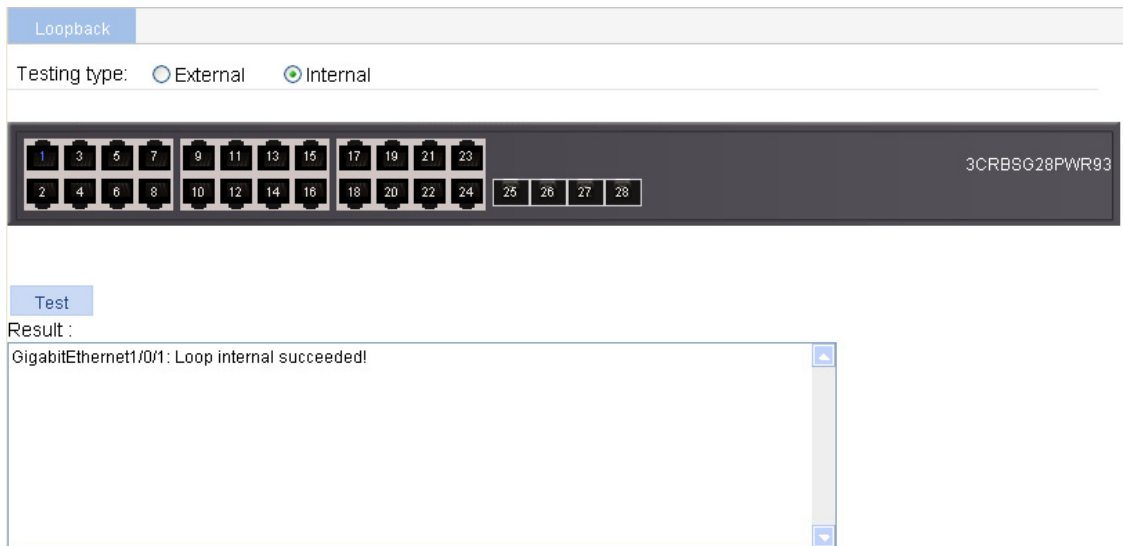 Loopback
Testing type: External Internal
1 3 5 7 9 11 13 15 17 19 21 23
3CRBSG28PWR93
2 4 6 8 10 12 14 16 18 20 22 24 25 26 27 28
Test
Result :
GigabitEthernet1/0/1: Loop internal succeeded!